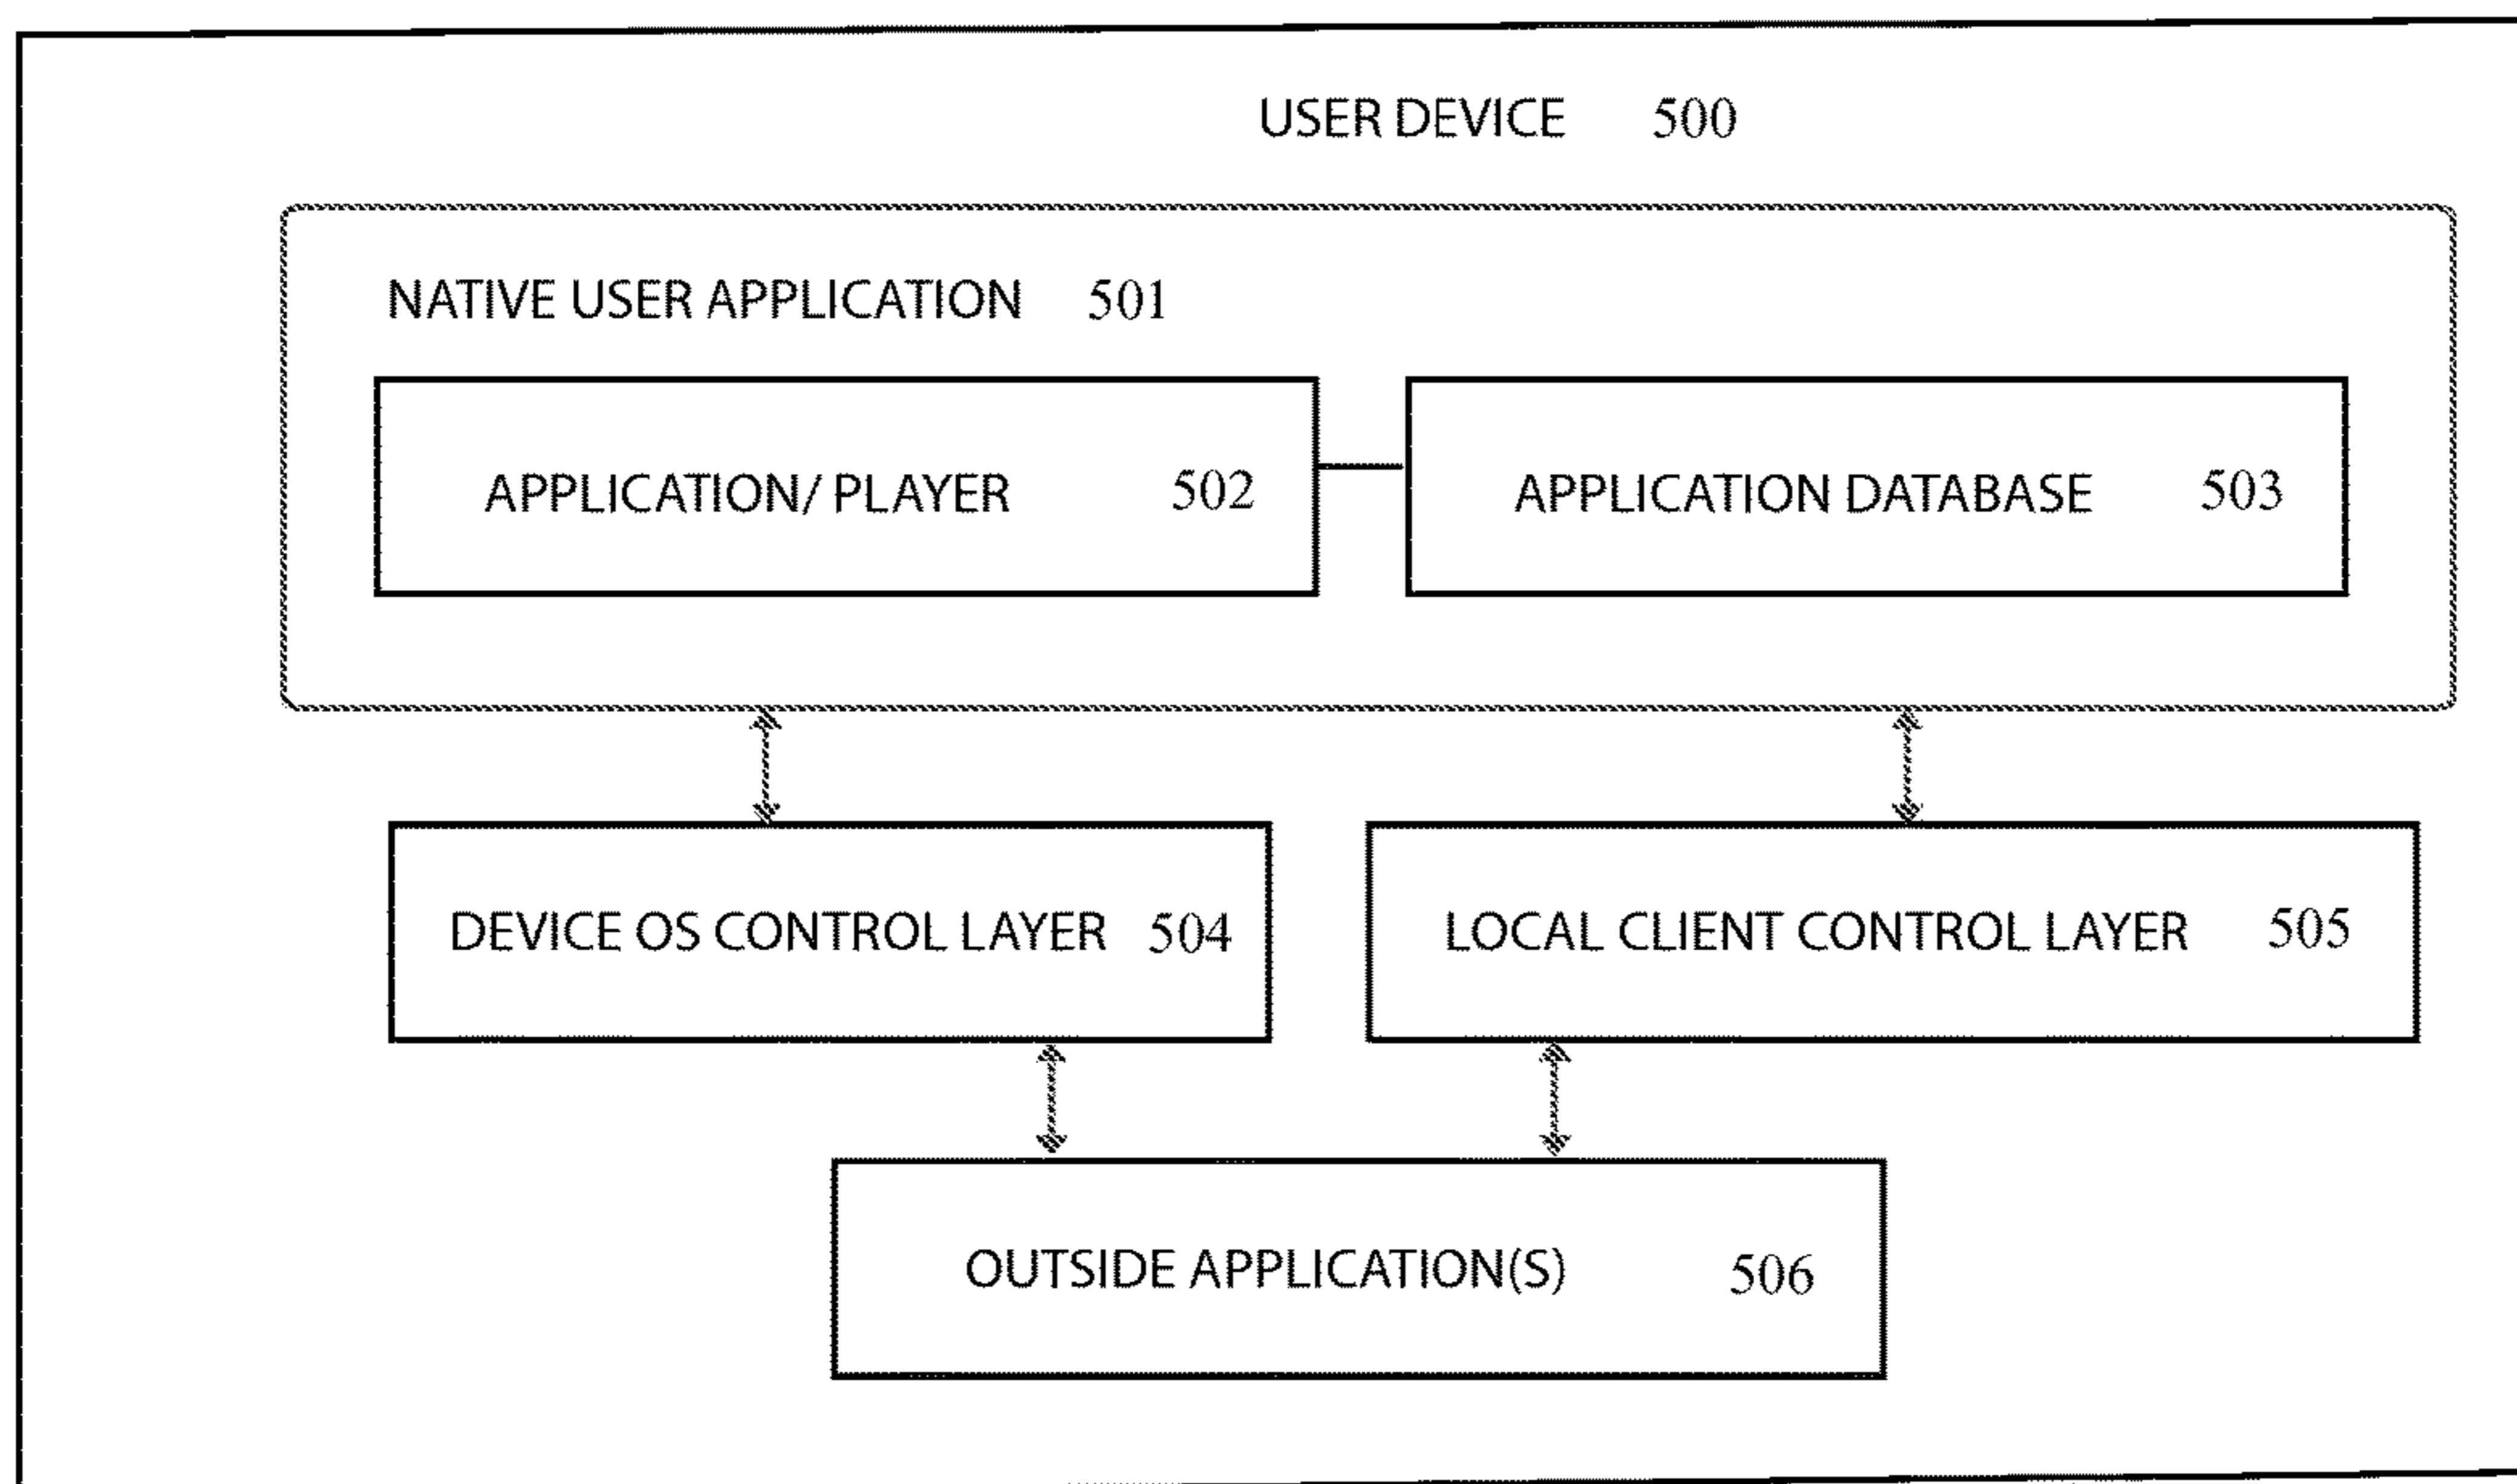 USER DEVICE 500
NATIVE USER APPLICATION 501
APPLICATION/ PLAYER 502
APPLICATION DATABASE 503
DEVICE OS CONTROL LAYER 504
LOCAL CLIENT CONTROL LAYER 505
OUTSIDE APPLICATION(S) 506